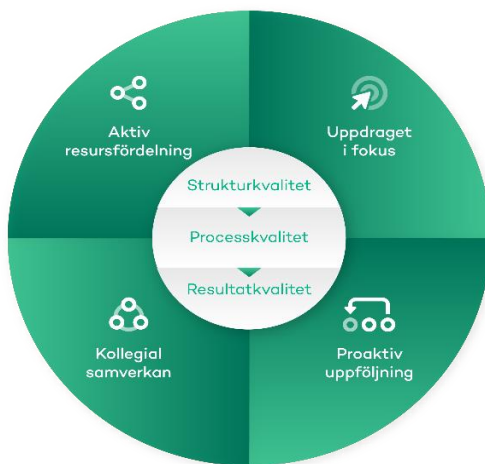 Aktiv
resursfördelning
Uppdraget
i fokus
Strukturkvalitet
Processkvalitet
Resultatkvalitet
Kollegial
samverkan
Proaktiv
uppföljning